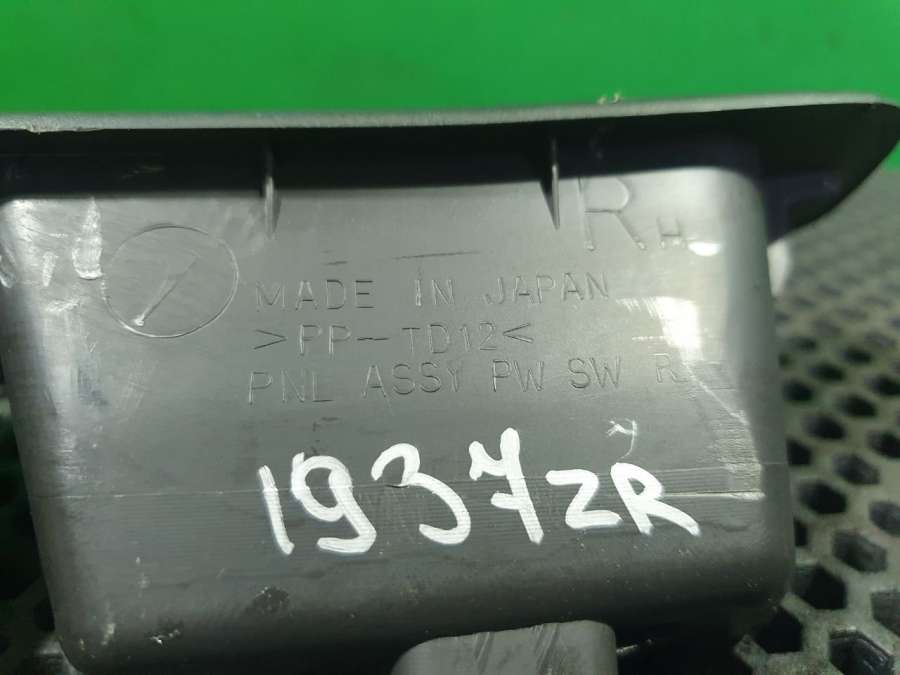 RH
MADE IN JAPAN
>PP-TD12<
PNL ASSY PW SW R
1937ZR